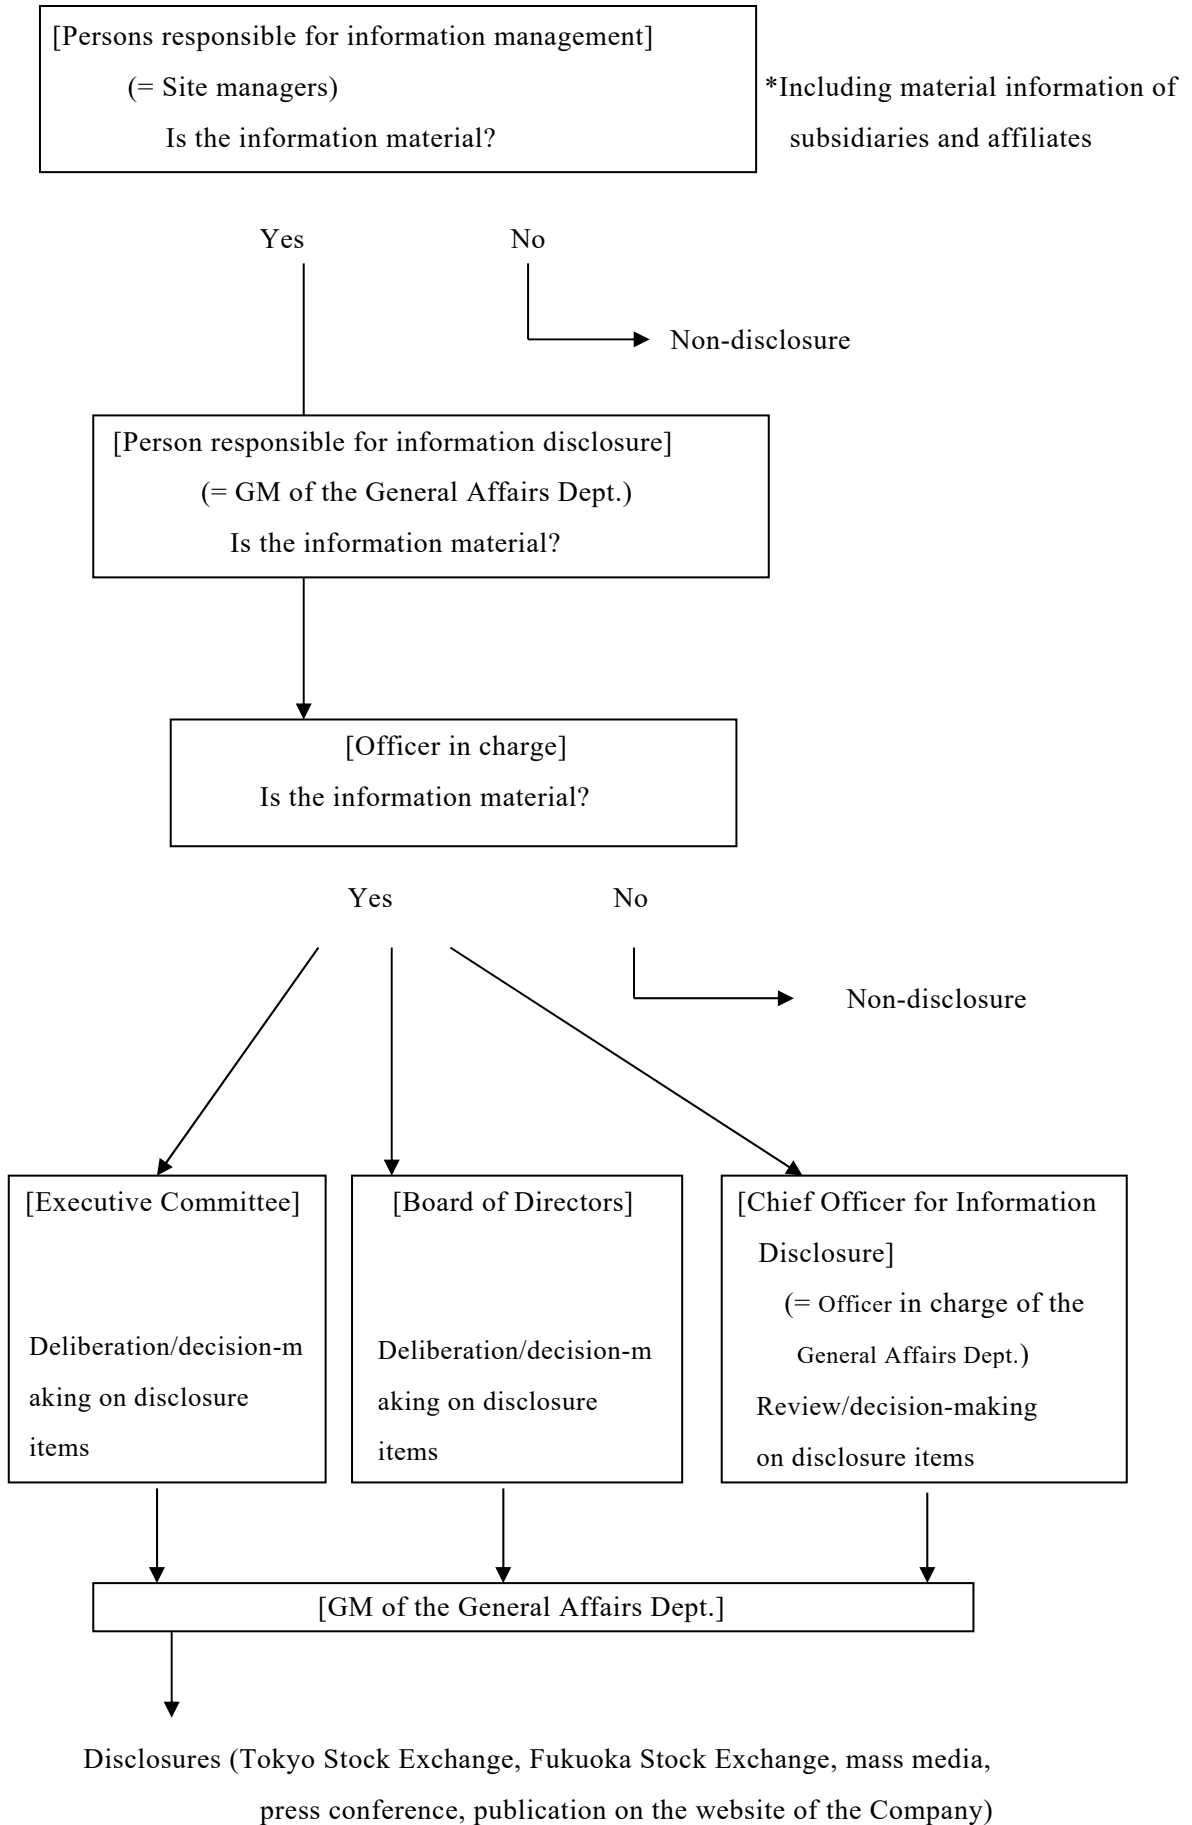 [Persons responsible for information management]
(= Site managers)
*Including material information of
Is the information material?
subsidiaries and affiliates
Yes
No
Non-disclosure
[Person responsible for information disclosure]
(= GM of the General Affairs Dept.)
Is the information material?
[Officer in charge]
Is the information material?
Yes
No
Non-disclosure
[Executive Committee]
Deliberation/decision-m
aking on disclosure
items
[Board of Directors]
Deliberation/decision-m
aking on disclosure
items
[Chief Officer for Information
Disclosure]
(= Officer in charge of the
General Affairs Dept.)
Review/decision-making
on disclosure items
[GM of the General Affairs Dept.]
Disclosures (Tokyo Stock Exchange, Fukuoka Stock Exchange, mass media,
press conference, publication on the website of the Company)